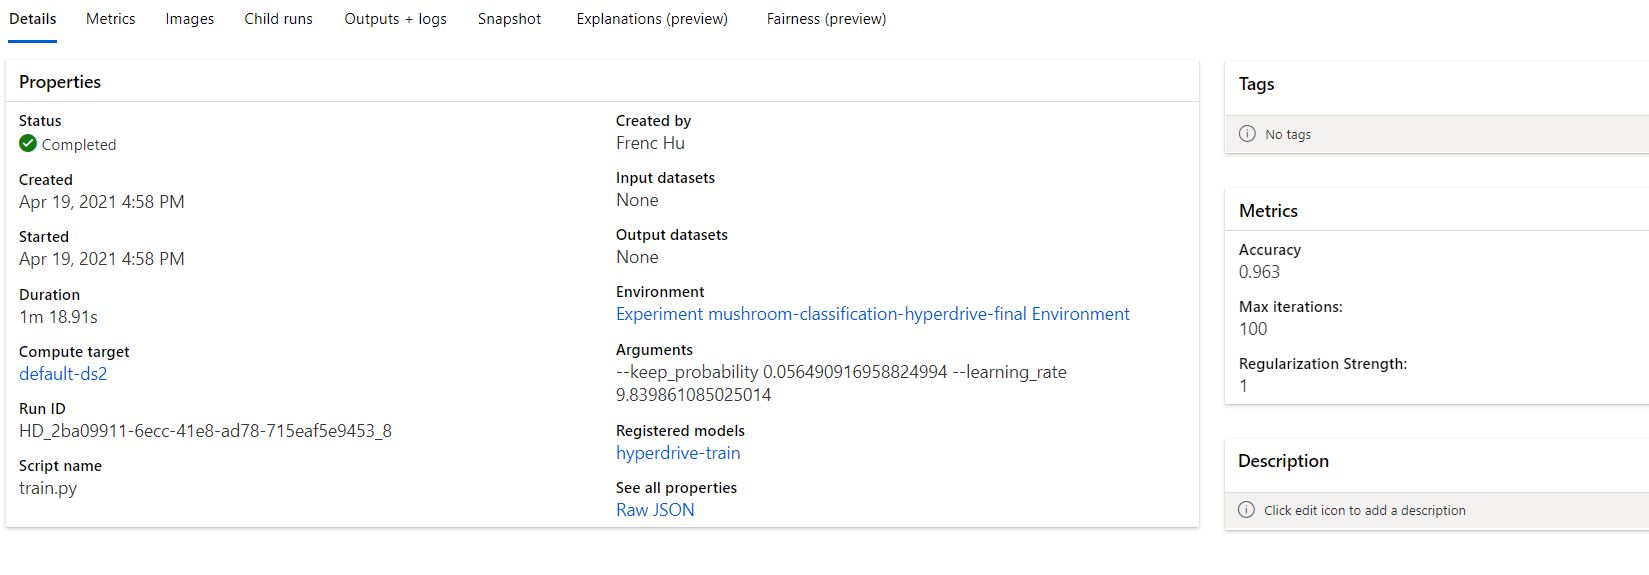 Details Metrics Images Child runs Outputs + logs Snapshot Explanations (preview) Fairness (preview)
Properties
Status
Completed
Created
Apr 19, 2021 4:58 PM
Started
Apr 19, 2021 4:58 PM
Duration
1m 18.91s
Compute target
default-ds2
Run ID
HD_2ba09911-6ecc-41e8-ad78-715eaf5e9453_8
Script name
train.py
Created by
Frenc Hu
Input datasets
None
Output datasets
None
Environment
Experiment mushroom-classification-hyperdrive-final Environment
Arguments
--keep_probability 0.056490916958824994 --learning_rate
9.839861085025014
Registered models
hyperdrive-train
See all properties
Raw JSON
Tags
No tags
Metrics
Accuracy
0.963
Max iterations:
100
Regularization Strength:
1
Description
Click edit icon to add a description